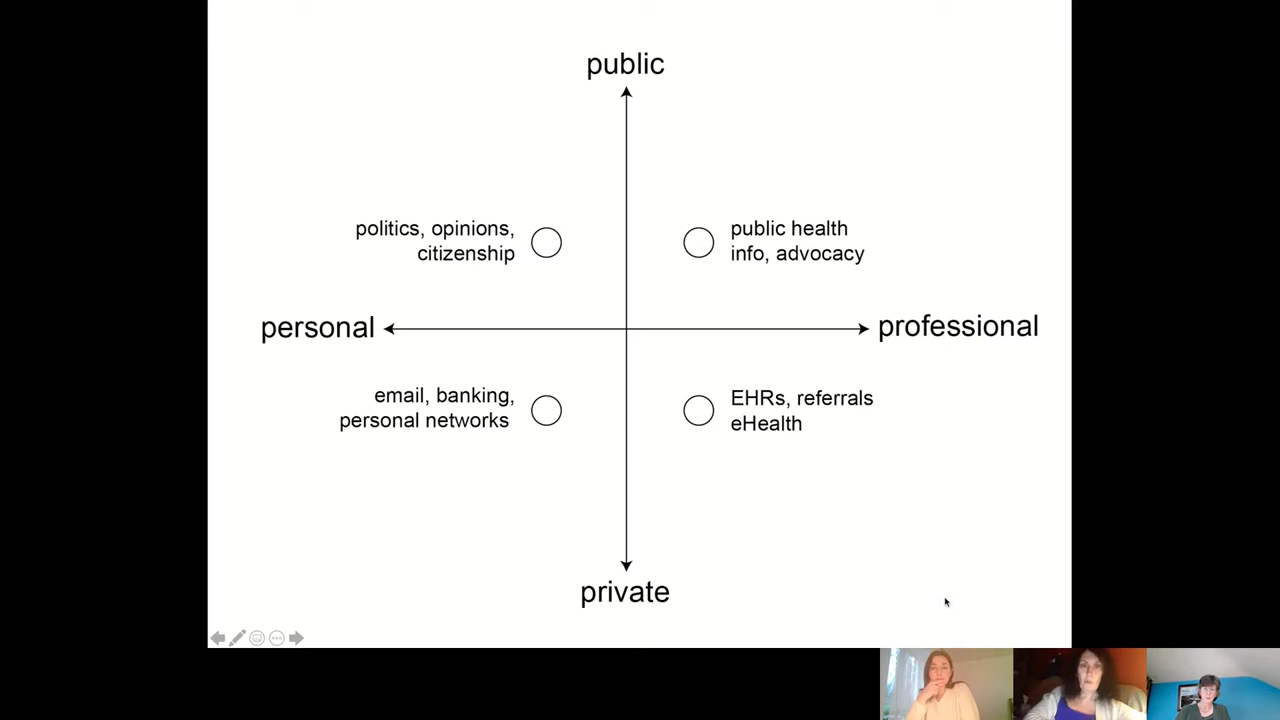 public
politics, opinions,
citizenship
public health
info, advocacy
personal
professional
email, banking,
personal networks
EHRs, referrals
eHealth
private